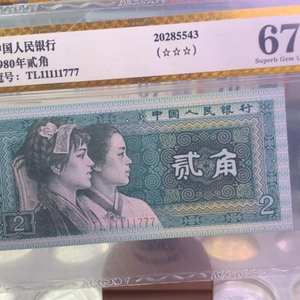 中国人民银行
1980年贰角
号：TL11111777
20285543
(☆☆☆)
67
Superb Gem
中国人民银行
贰角
2
2
TL11111777